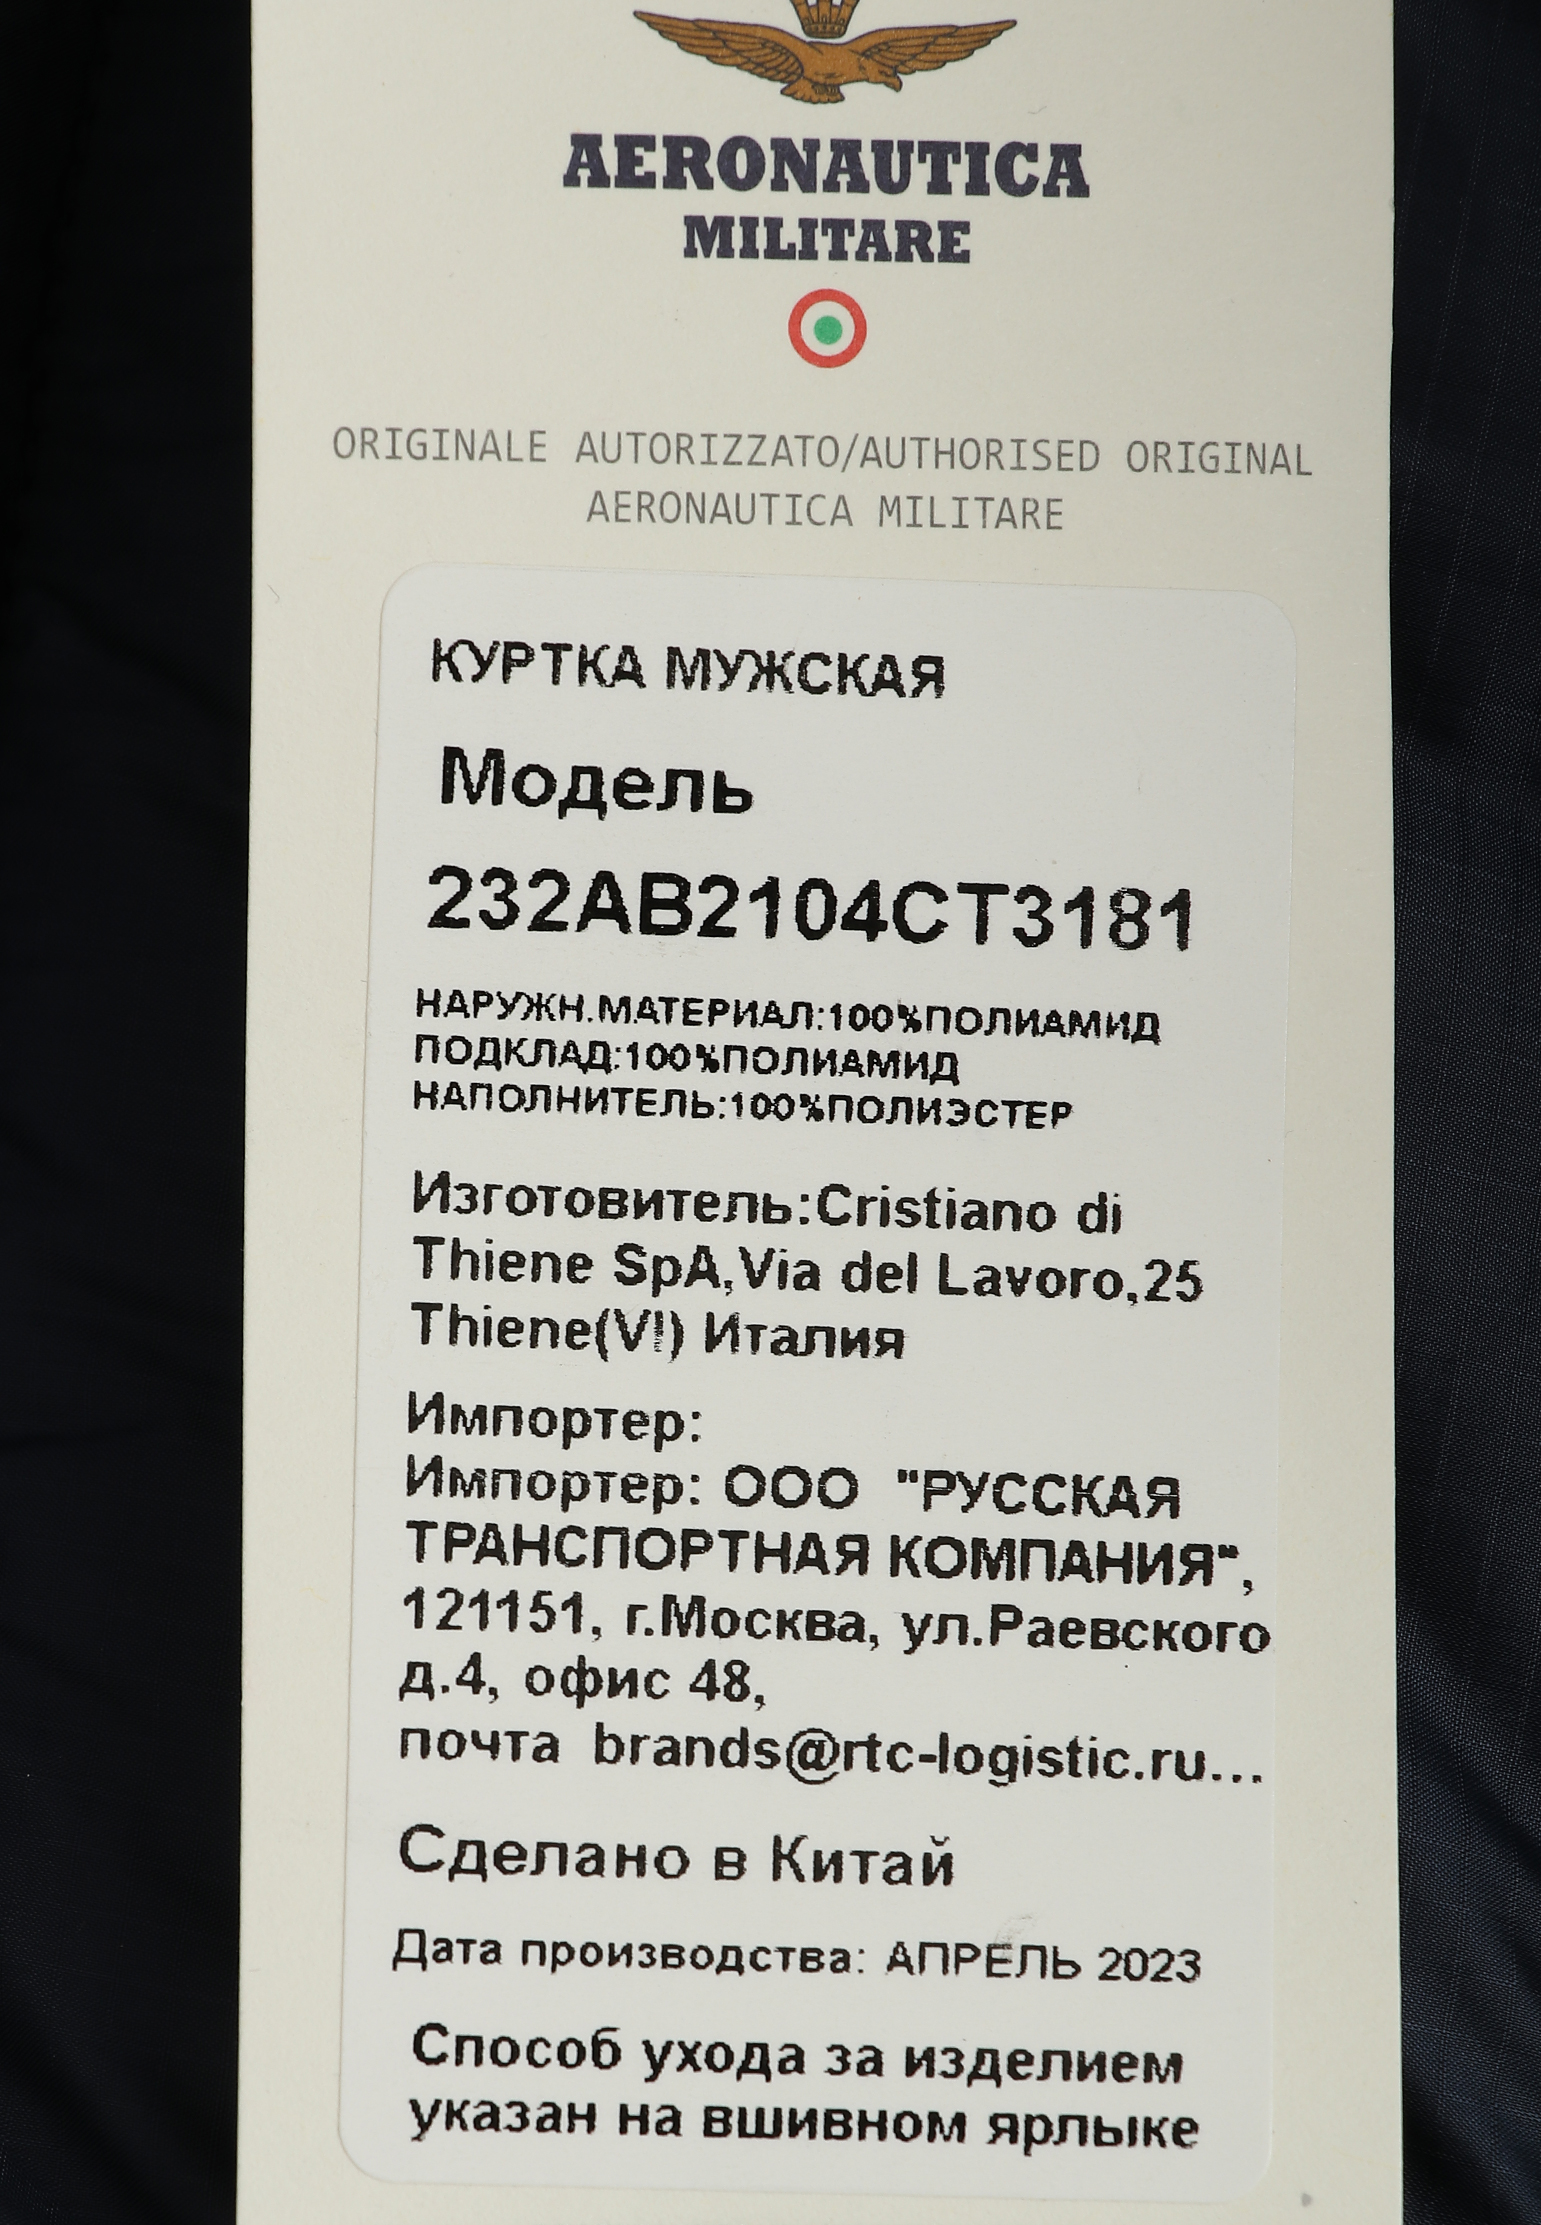 AERONAUTICA
MILITARE
ORIGINALE AUTORIZZATO/AUTHORISED ORIGINAL
AERONAUTICA MILITARE
КУРТКА МУЖСКАЯ
Модель
232AB2104CT3181
НАРУЖН.МАТЕРИАЛ:100%ПОЛИАМИД
ПОДКЛАД:100%ПОЛИАМИД
НАПОЛНИТЕЛЬ:100%ПОЛИЭСТЕР
Изготовитель:Cristiano di
Thiene SpA,Via del Lavoro,25
Thiene(VI) Италия
Импортер:
Импортер: ООО "РУССКАЯ
ТРАНСПОРТНАЯ КОМПАНИЯ",
121151, г.Москва, ул.Раевского
д.4, офис 48,
почта brands@rtc-logistic.ru...
Сделано в Китай
Дата производства: АПРЕЛЬ 2023
Способ ухода за изделием
указан на вшивном ярлыке